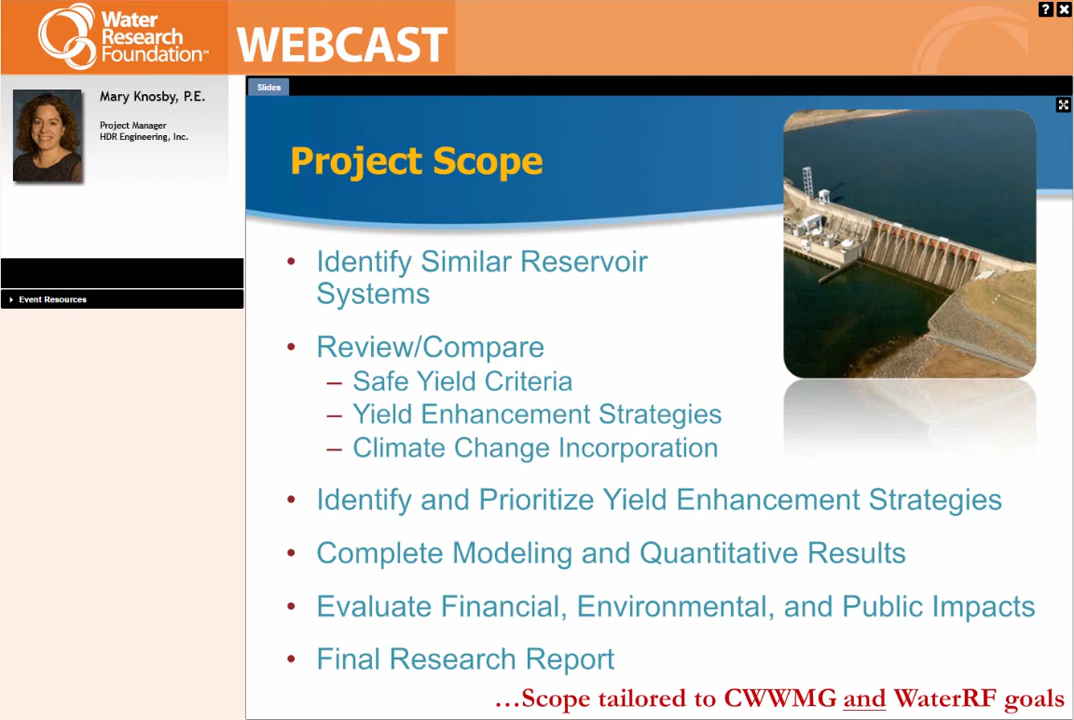 Water
Research
Foundation™
WEBCAST
?
Mary Knosby, P.E.
Project Manager
HDR Engineering, Inc.
Event Resources
Slides
Project Scope
• Identify Similar Reservoir
Systems
• Review/Compare
– Safe Yield Criteria
– Yield Enhancement Strategies
– Climate Change Incorporation
• Identify and Prioritize Yield Enhancement Strategies
• Complete Modeling and Quantitative Results
• Evaluate Financial, Environmental, and Public Impacts
• Final Research Report
…Scope tailored to CWWMG and WaterRF goals